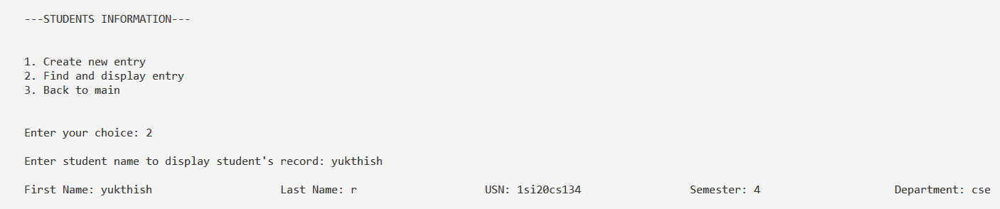 ---STUDENTS INFORMATION---
1. Create new entry
2. Find and display entry
3. Back to main
Enter your choice: 2
Enter student name to display student's record: yukthish
First Name: yukthish Last Name: r USN: 1si20cs134 Semester: 4 Department: cse